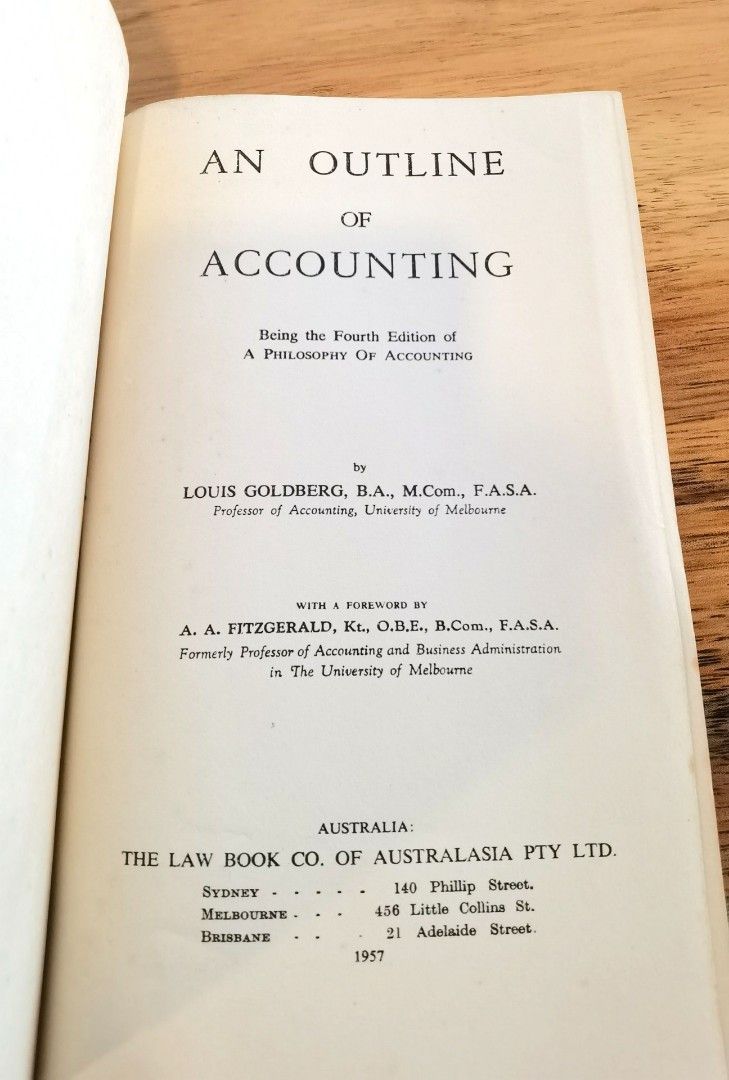 AN OUTLINE
OF
ACCOUNTING
Being the Fourth Edition of
A PHILOSOPHY OF ACCOUNTING
by
LOUIS GOLDBERG, B.A., M.Com., F.A.S.A.
Professor of Accounting, University of Melbourne
WITH A FOREWORD BY
A. A. FITZGERALD, Kt., O.B.E., B.Com., F.A.S.A.
Formerly Professor of Accounting and Business Administration
in The University of Melbourne
AUSTRALIA:
THE LAW BOOK CO. OF AUSTRALASIA PTY LTD.
SYDNEY - - - - - 140 Phillip Street.
MELBOURNE - - - 456 Little Collins St.
BRISBANE - - - 21 Adelaide Street.
1957